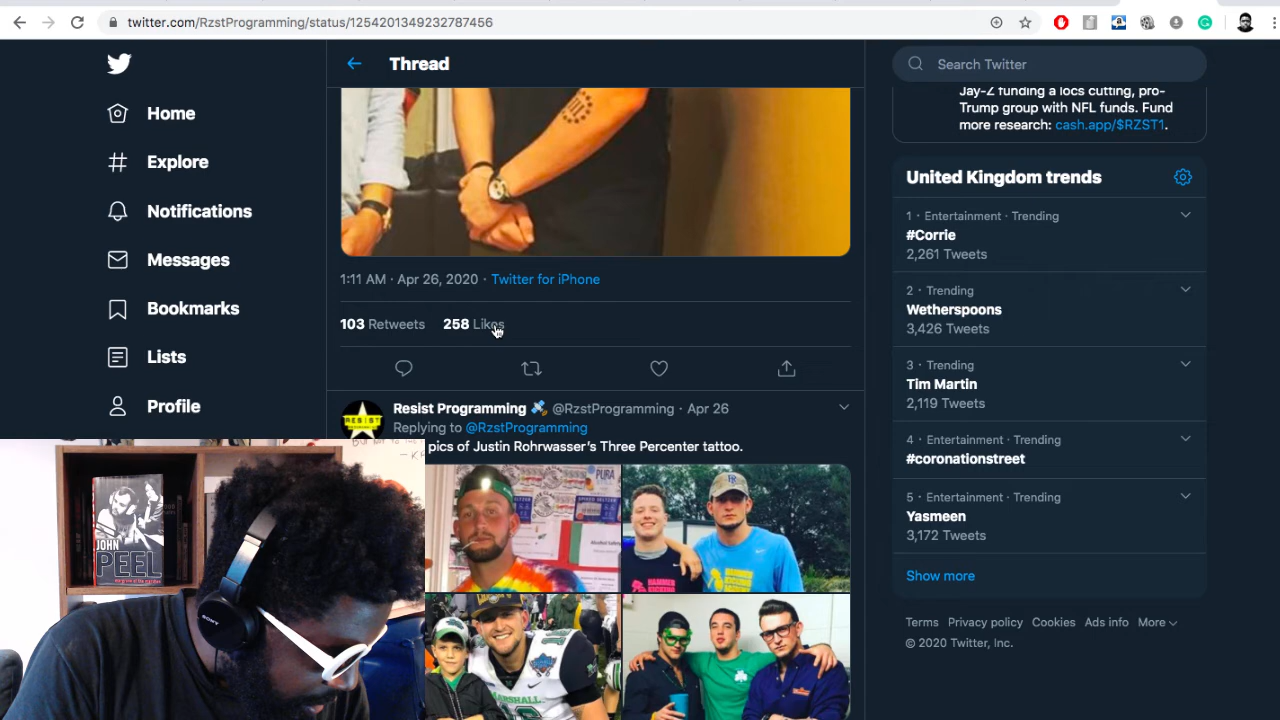 twitter.com/RzstProgramming/status/1254201349232787456
Home
Explore
Notifications
Messages
Bookmarks
Lists
Profile
Thread
1:11 AM · Apr 26, 2020 · Twitter for iPhone
103 Retweets 258 Likes
Resist Programming @RzstProgramming · Apr 26
Replying to @RzstProgramming
pics of Justin Rohrwasser's Three Percenter tattoo.
RESIST
PURA
HAMMER
KICKING
MARSHALL
Search Twitter
Jay-Z funding a locs cutting, pro-
Trump group with NFL funds. Fund
more research: cash.app/$RZST1.
United Kingdom trends
1 · Entertainment · Trending
#Corrie
2,261 Tweets
2 · Trending
Wetherspoons
3,426 Tweets
3 · Trending
Tim Martin
2,119 Tweets
4 · Entertainment · Trending
#coronationstreet
5 · Entertainment · Trending
Yasmeen
3,172 Tweets
Show more
Terms Privacy policy Cookies Ads info More
© 2020 Twitter, Inc.
JOHN
PEEL
SONY